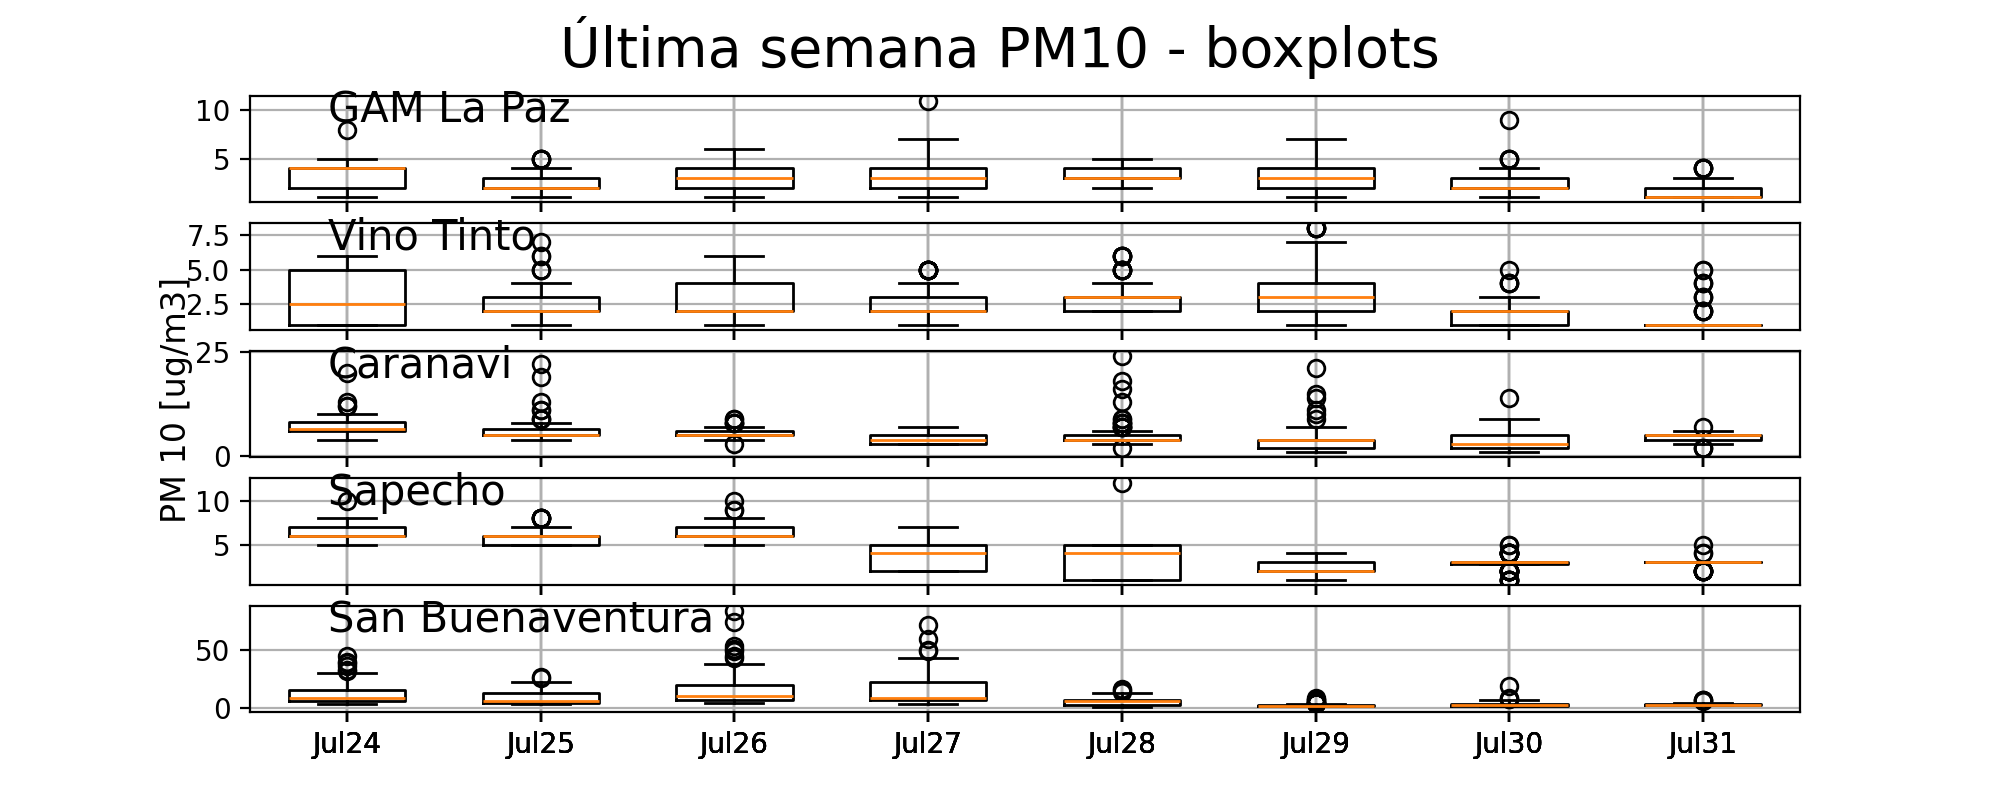 Última semana PM10 - boxplots
PM 10 [ug/m3]
GAM La Paz
10
5
Vino Tinto
7.5
5.0
2.5
Caranavi
25
0
Sapecho
10
5
San Buenaventura
50
0
Jul24 Jul25 Jul26 Jul27 Jul28 Jul29 Jul30 Jul31